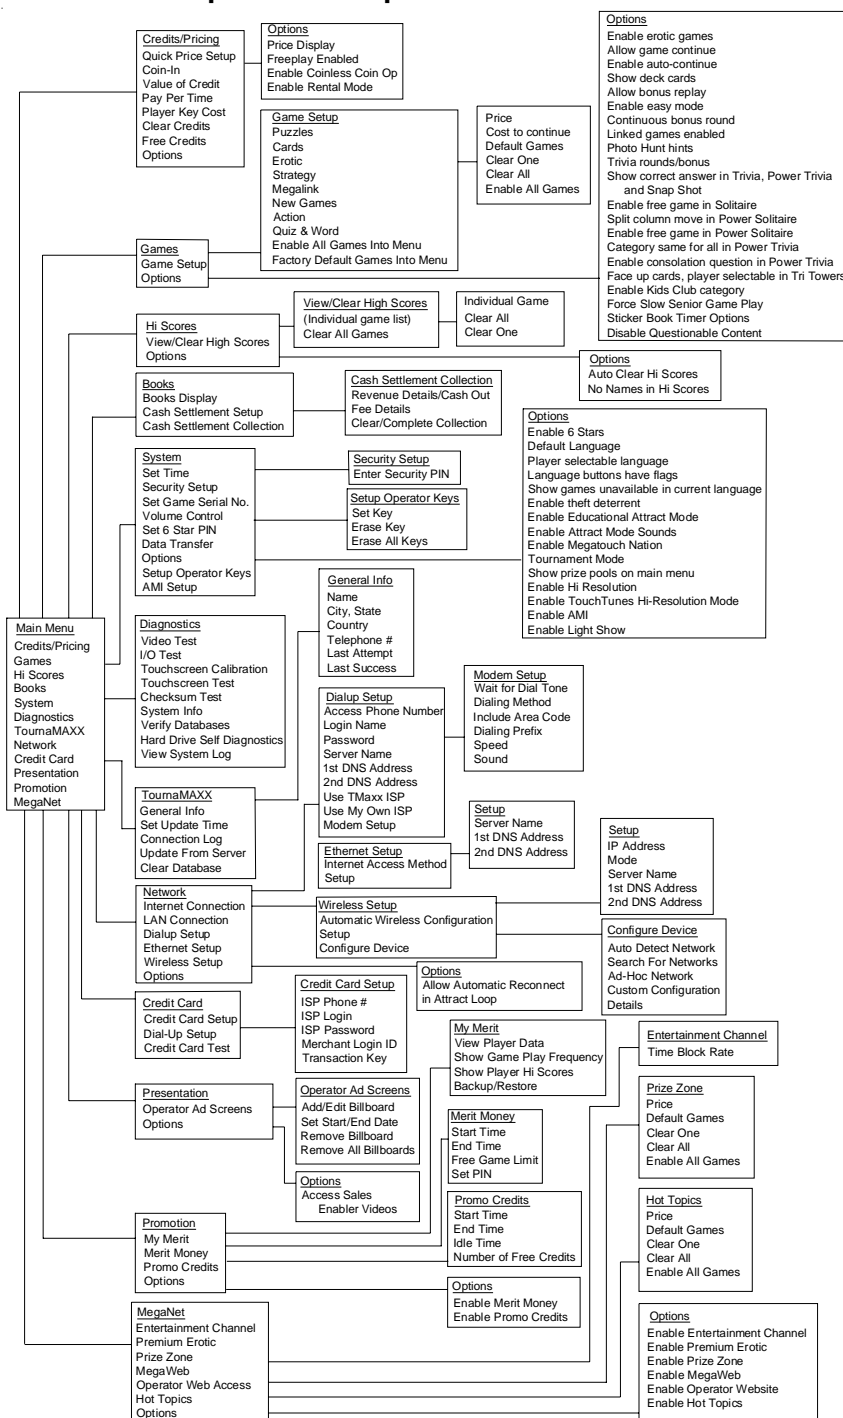 Credits/Pricing
Quick Price Setup
Coin-In
Value of Credit
Pay Per Time
Player Key Cost
Clear Credits
Free Credits
Options
Options
Price Display
Freeplay Enabled
Enable Coinless Coin Op
Enable Rental Mode
Game Setup
Puzzles
Cards
Erotic
Strategy
Megalink
New Games
Action
Quiz & Word
Enable All Games Into Menu
Factory Default Games Into Menu
Price
Cost to continue
Default Games
Clear One
Clear All
Enable All Games
Options
Enable erotic games
Allow game continue
Enable auto-continue
Show deck cards
Allow bonus replay
Enable easy mode
Continuous bonus round
Linked games enabled
Photo Hunt hints
Trivia rounds/bonus
Show correct answer in Trivia, Power Trivia
and Snap Shot
Enable free game in Solitaire
Split column move in Power Solitaire
Enable free game in Power Solitaire
Category same for all in Power Trivia
Enable consolation question in Power Trivia
Face up cards, player selectable in Tri Towers
Enable Kids Club category
Force Slow Senior Game Play
Sticker Book Timer Options
Disable Questionable Content
Games
Game Setup
Options
Hi Scores
View/Clear High Scores
Options
View/Clear High Scores
(Individual game list)
Clear All Games
Individual Game
Clear All
Clear One
Options
Auto Clear Hi Scores
No Names in Hi Scores
Books
Books Display
Cash Settlement Setup
Cash Settlement Collection
Cash Settlement Collection
Revenue Details/Cash Out
Fee Details
Clear/Complete Collection
System
Set Time
Security Setup
Set Game Serial No.
Volume Control
Set 6 Star PIN
Data Transfer
Options
Setup Operator Keys
AMI Setup
Security Setup
Enter Security PIN
Setup Operator Keys
Set Key
Erase Key
Erase All Keys
Options
Enable 6 Stars
Default Language
Player selectable language
Language buttons have flags
Show games unavailable in current language
Enable theft deterrent
Enable Educational Attract Mode
Enable Attract Mode Sounds
Enable Megatouch Nation
Tournament Mode
Show prize pools on main menu
Enable Hi Resolution
Enable TouchTunes Hi-Resolution Mode
Enable AMI
Enable Light Show
Main Menu
Credits/Pricing
Games
Hi Scores
Books
System
Diagnostics
TournaMAXX
Network
Credit Card
Presentation
Promotion
MegaNet
Diagnostics
Video Test
I/O Test
Touchscreen Calibration
Touchscreen Test
Checksum Test
System Info
Verify Databases
Hard Drive Self Diagnostics
View System Log
General Info
Name
City, State
Country
Telephone #
Last Attempt
Last Success
TournaMAXX
General Info
Set Update Time
Connection Log
Update From Server
Clear Database
Dialup Setup
Access Phone Number
Login Name
Password
Server Name
1st DNS Address
2nd DNS Address
Use TMaxx ISP
Use My Own ISP
Modem Setup
Modem Setup
Wait for Dial Tone
Dialing Method
Include Area Code
Dialing Prefix
Speed
Sound
Ethernet Setup
Internet Access Method
Setup
Setup
Server Name
1st DNS Address
2nd DNS Address
Setup
IP Address
Mode
Server Name
1st DNS Address
2nd DNS Address
Network
Internet Connection
LAN Connection
Dialup Setup
Ethernet Setup
Wireless Setup
Options
Wireless Setup
Automatic Wireless Configuration
Setup
Configure Device
Configure Device
Auto Detect Network
Search For Networks
Ad-Hoc Network
Custom Configuration
Details
Options
Allow Automatic Reconnect
in Attract Loop
Credit Card
Credit Card Setup
Dial-Up Setup
Credit Card Test
Credit Card Setup
ISP Phone #
ISP Login
ISP Password
Merchant Login ID
Transaction Key
My Merit
View Player Data
Show Game Play Frequency
Show Player Hi Scores
Backup/Restore
Entertainment Channel
Time Block Rate
Presentation
Operator Ad Screens
Options
Operator Ad Screens
Add/Edit Billboard
Set Start/End Date
Remove Billboard
Remove All Billboards
Options
Access Sales
Enabler Videos
Merit Money
Start Time
End Time
Free Game Limit
Set PIN
Prize Zone
Price
Default Games
Clear One
Clear All
Enable All Games
Promotion
My Merit
Merit Money
Promo Credits
Options
Promo Credits
Start Time
End Time
Idle Time
Number of Free Credits
Hot Topics
Price
Default Games
Clear One
Clear All
Enable All Games
Options
Enable Merit Money
Enable Promo Credits
MegaNet
Entertainment Channel
Premium Erotic
Prize Zone
MegaWeb
Operator Web Access
Hot Topics
Options
Options
Enable Entertainment Channel
Enable Premium Erotic
Enable Prize Zone
Enable MegaWeb
Enable Operator Website
Enable Hot Topics